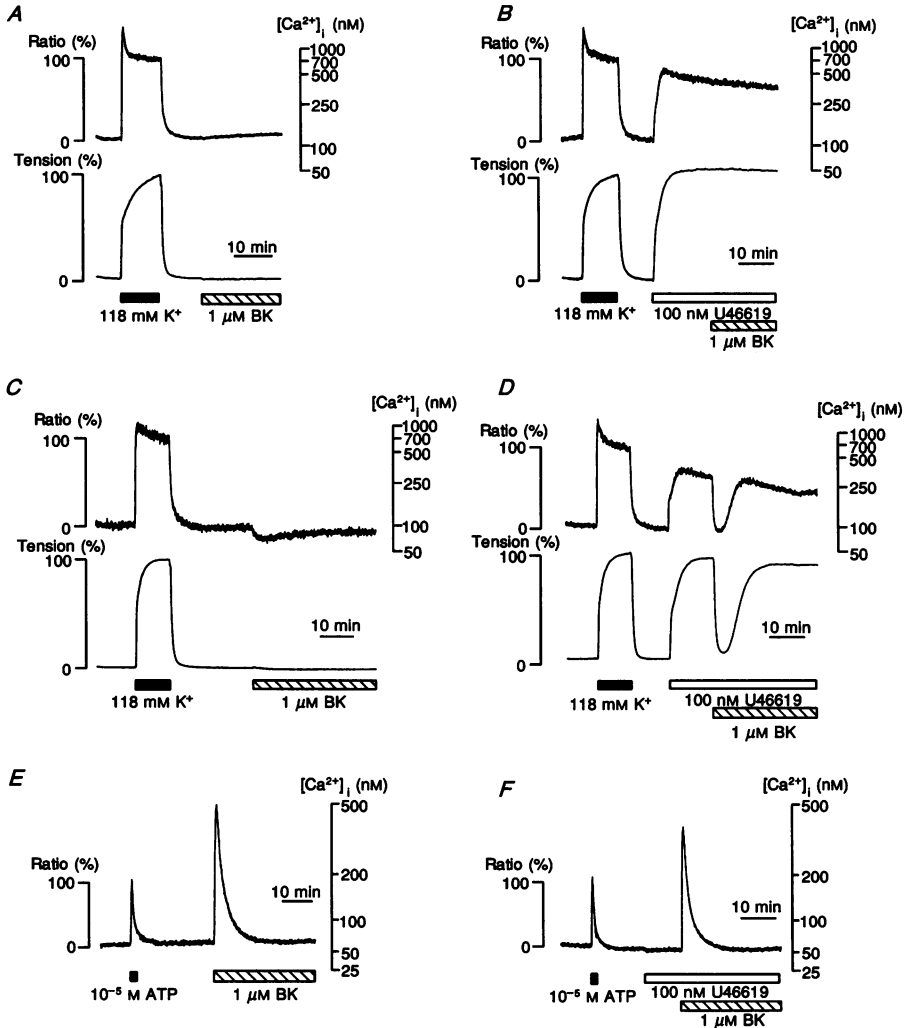 A
Ratio (%)
100
0
[Ca²⁺]i (nM)
1000
700
500
250
100
50
Tension (%)
100
0
10 min
118 mM K⁺
1 μM BK
B
Ratio (%)
100
0
[Ca²⁺]i (nM)
1000
700
500
250
100
50
Tension (%)
100
0
10 min
118 mM K⁺
100 nM U46619
1 μM BK
C
Ratio (%)
100
0
[Ca²⁺]i (nM)
1000
700
500
250
100
50
Tension (%)
100
0
10 min
118 mM K⁺
1 μM BK
D
Ratio (%)
100
0
[Ca²⁺]i (nM)
1000
700
500
250
100
50
Tension (%)
100
0
10 min
118 mM K⁺
100 nM U46619
1 μM BK
E
Ratio (%)
100
0
[Ca²⁺]i (nM)
500
200
100
50
25
10 min
10⁻⁵ M ATP
1 μM BK
F
Ratio (%)
100
0
[Ca²⁺]i (nM)
500
200
100
50
25
10 min
10⁻⁵ M ATP
100 nM U46619
1 μM BK